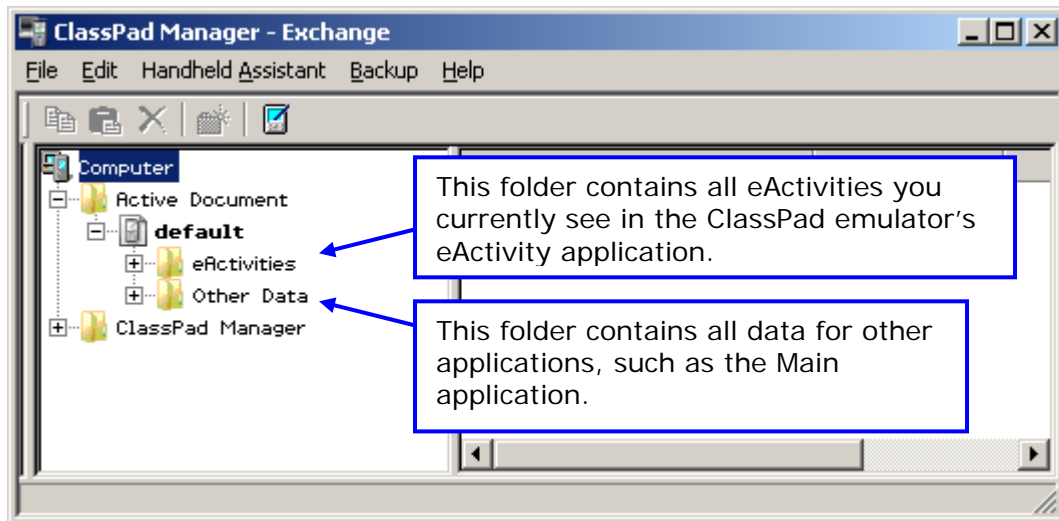 ClassPad Manager - Exchange
File Edit Handheld Assistant Backup Help
Computer
Active Document
default
eActivities
Other Data
ClassPad Manager
This folder contains all eActivities you
currently see in the ClassPad emulator's
eActivity application.
This folder contains all data for other
applications, such as the Main
application.